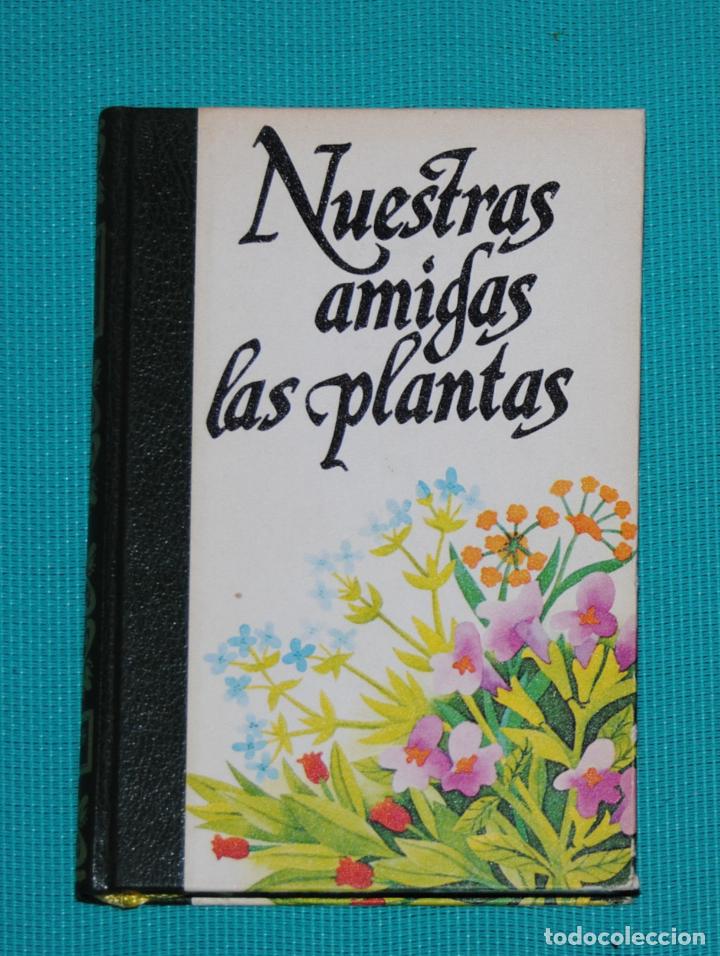 Nuestras
amigas
las plantas
todocoleccion